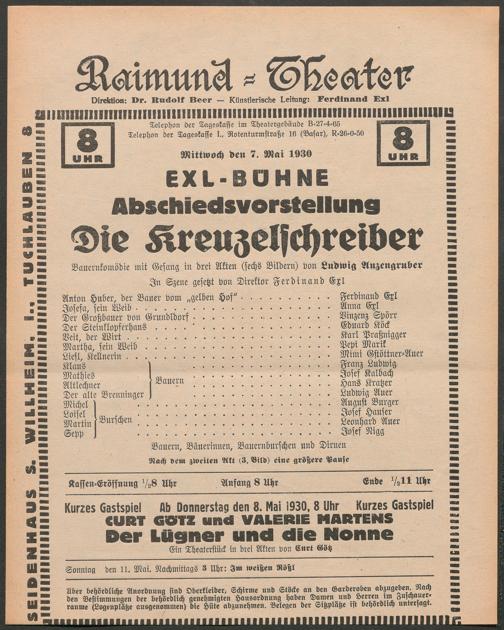 Raimund-Theater
Direktion: Dr. Rudolf Beer — Künstlerische Leitung: Ferdinand Exl
8 UHR
8 UHR
Telephon der Tageskasse im Theatergebäude B-27-4-65
Telephon der Tageskasse I., Rotenturmstraße 16 (Basar), R-26-0-50
Mittwoch den 7. Mai 1930
EXL-BÜHNE
Abschiedsvorstellung
Die Kreuzelschreiber
Bauernkomödie mit Gesang in drei Akten (sechs Bildern) von Ludwig Anzengruber
In Szene gesetzt von Direktor Ferdinand Exl
Anton Huber, der Bauer vom „gelben Hof“ Ferdinand Exl
Josefa, sein Weib Anna Exl
Der Großbauer von Grundldorf Vinzenz Spörr
Der Steinklopferhans Eduard Köck
Veit, der Wirt Karl Praßnigger
Martha, sein Weib Pepi Marik
Liesl, Kellnerin Mimi Gstöttner-Auer
Klaus Franz Ludwig
Mathies Josef Kalbach
Altlechner Hans Kratzer
Der alte Brenninger Ludwig Auer
Bauern
Michel August Burger
Loisel Josef Hauser
Martin Leonhard Auer
Sepp Josef Nigg
Burschen
Bauern, Bäuerinnen, Bauernburschen und Dirnen
Nach dem zweiten Akt (3. Bild) eine größere Pause
Kassen-Eröffnung 1/28 Uhr Anfang 8 Uhr Ende 1/211 Uhr
Kurzes Gastspiel Ab Donnerstag den 8. Mai 1930, 8 Uhr Kurzes Gastspiel
CURT GÖTZ und VALERIE MARTENS
Der Lügner und die Nonne
Ein Theaterstück in drei Akten von Curt Götz
Sonntag den 11. Mai. Nachmittags 3 Uhr: Im weißen Rößl
Über behördliche Anordnung sind Oberkleider, Schirme und Stöcke an den Garderoben abzugeben. Nach
den Bestimmungen der behördlich genehmigten Hausordnung haben Damen und Herren im Zuschauer-
raume (Logenplätze ausgenommen) die Hüte abzunehmen. Belegen der Sitzplätze ist behördlich untersagt.
SEIDENHAUS S. WILLHEIM, I., TUCHLAUBEN 8